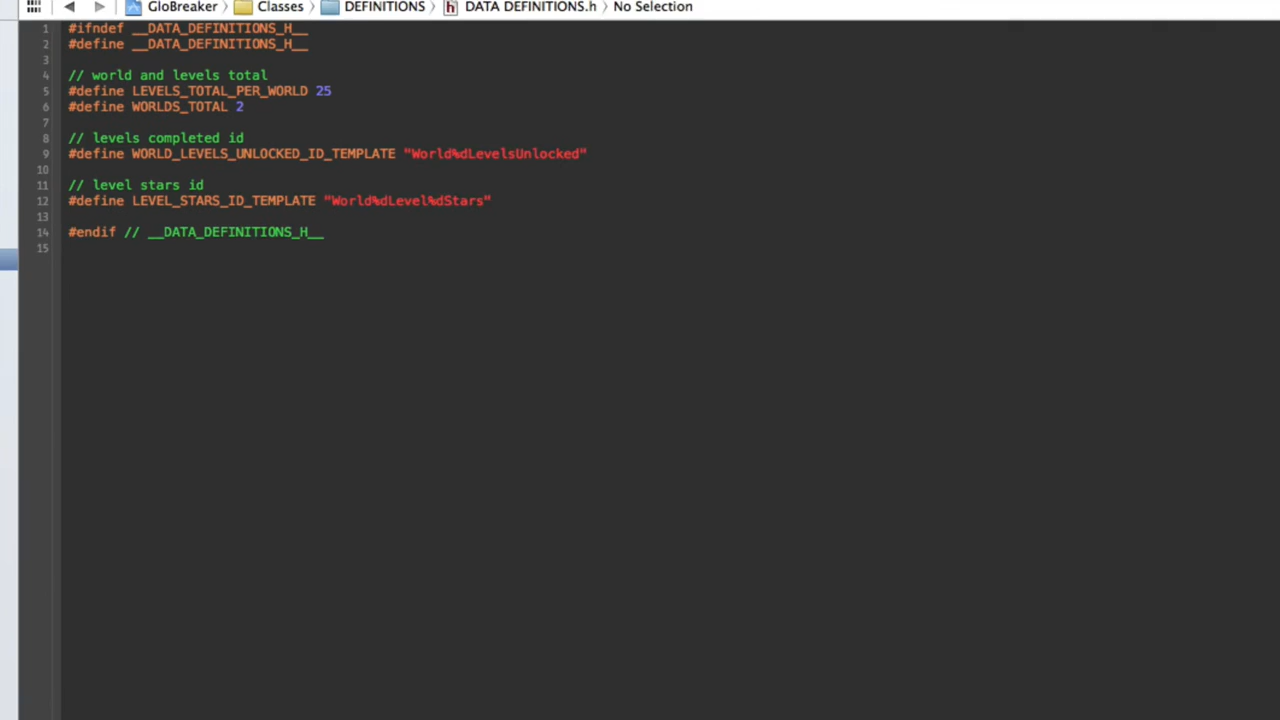 GloBreaker 〉 Classes 〉 DEFINITIONS 〉 h DATA DEFINITIONS.h 〉 No Selection
1 #ifndef __DATA_DEFINITIONS_H__
2 #define __DATA_DEFINITIONS_H__
3
4 // world and levels total
5 #define LEVELS_TOTAL_PER_WORLD 25
6 #define WORLDS_TOTAL 2
7
8 // levels completed id
9 #define WORLD_LEVELS_UNLOCKED_ID_TEMPLATE "World%dLevelsUnlocked"
10
11 // level stars id
12 #define LEVEL_STARS_ID_TEMPLATE "World%dLevel%dStars"
13
14 #endif // __DATA_DEFINITIONS_H__
15